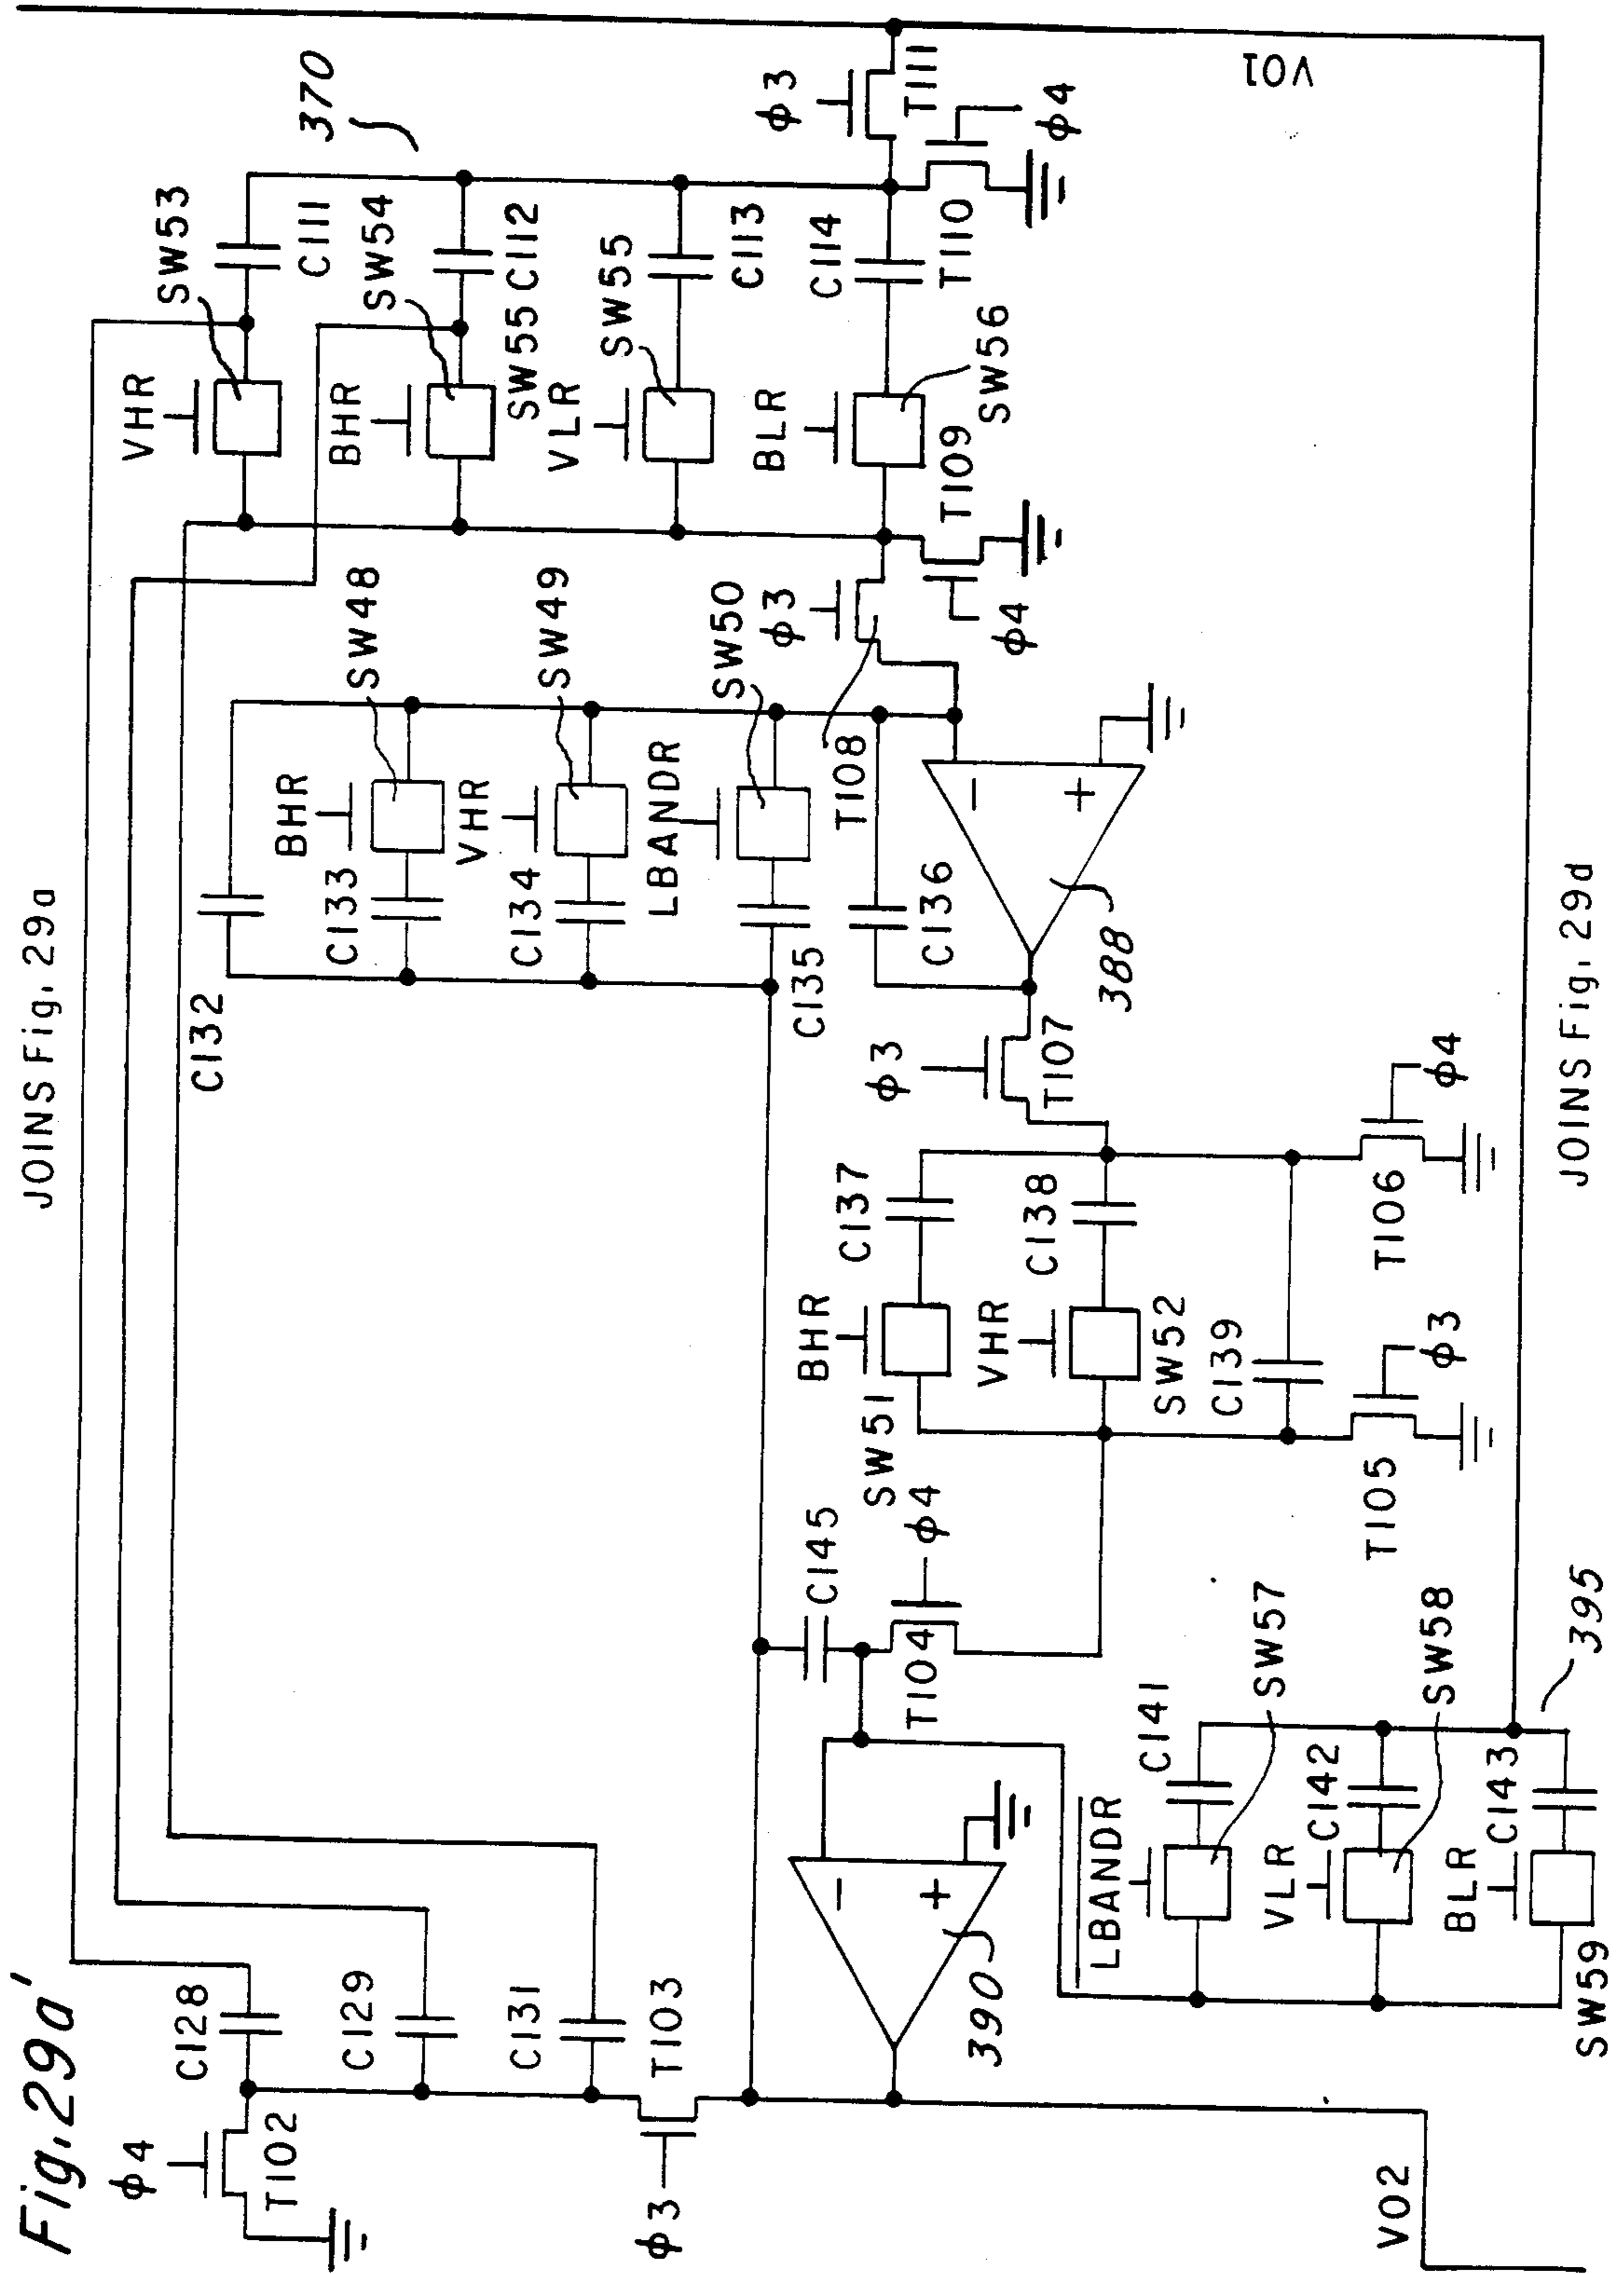 Fig. 29a'
JOINS Fig. 29a
370
SW53
VHR
C111
SW54
BHR
C112
SW55
SW55
VLR
C113
C114
BLR
SW56
T109
T110
ϕ3
T111
ϕ4
V01
ϕ4
ϕ3
C132
BHR
SW48
C133
VHR
SW49
C134
LBANDR
SW50
C135
T108
C136
388
ϕ3
T107
C137
BHR
SW51
C138
VHR
SW52
C139
T106
ϕ4
T105
ϕ3
C145
ϕ4
T104
C128
C129
C131
T103
ϕ4
T102
ϕ3
390
LBANDR
C141
SW57
VLR
C142
SW58
BLR
C143
SW59
395
V02
JOINS Fig. 29d